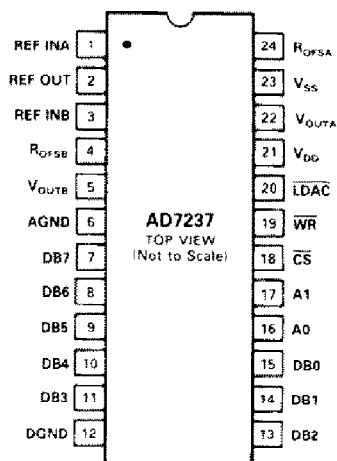 REF INA 1
REF OUT 2
REF INB 3
ROFSB 4
VOUTB 5
AGND 6
DB7 7
DB6 8
DB5 9
DB4 10
DB3 11
DGND 12
AD7237
TOP VIEW
(Not to Scale)
24 ROFSA
23 VSS
22 VOUTA
21 VDD
20 LDAC
19 WR
18 CS
17 A1
16 A0
15 DB0
14 DB1
13 DB2